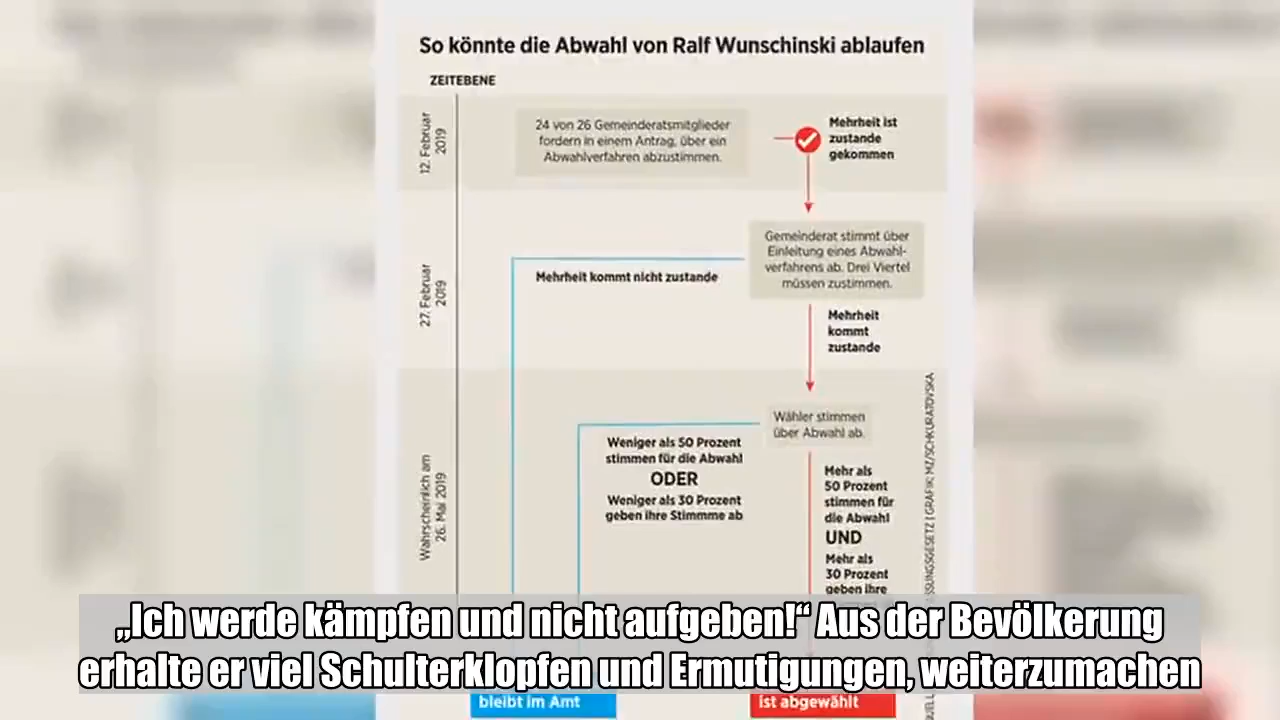 So könnte die Abwahl von Ralf Wunschinski ablaufen
ZEITEBENE
12. Februar
2019
24 von 26 Gemeinderatsmitglieder
fordern in einem Antrag, über ein
Abwahlverfahren abzustimmen.
Mehrheit ist
zustande
gekommen
27. Februar
2019
Gemeinderat stimmt über
Einleitung eines Abwahl-
verfahrens ab. Drei Viertel
müssen zustimmen.
Mehrheit kommt nicht zustande
Mehrheit
kommt
zustande
Wahrscheinlich am
26. Mai 2019
Wähler stimmen
über Abwahl ab.
Weniger als 50 Prozent
stimmen für die Abwahl
ODER
Weniger als 30 Prozent
geben ihre Stimmme ab
Mehr als
50 Prozent
stimmen für
die Abwahl
UND
Mehr als
30 Prozent
geben ihre
GRAFIK: MZ/SCHKURATOVSKA
„Ich werde kämpfen und nicht aufgeben!“ Aus der Bevölkerung
erhalte er viel Schulterklopfen und Ermutigungen, weiterzumachen
bleibt im Amt
ist abgewählt